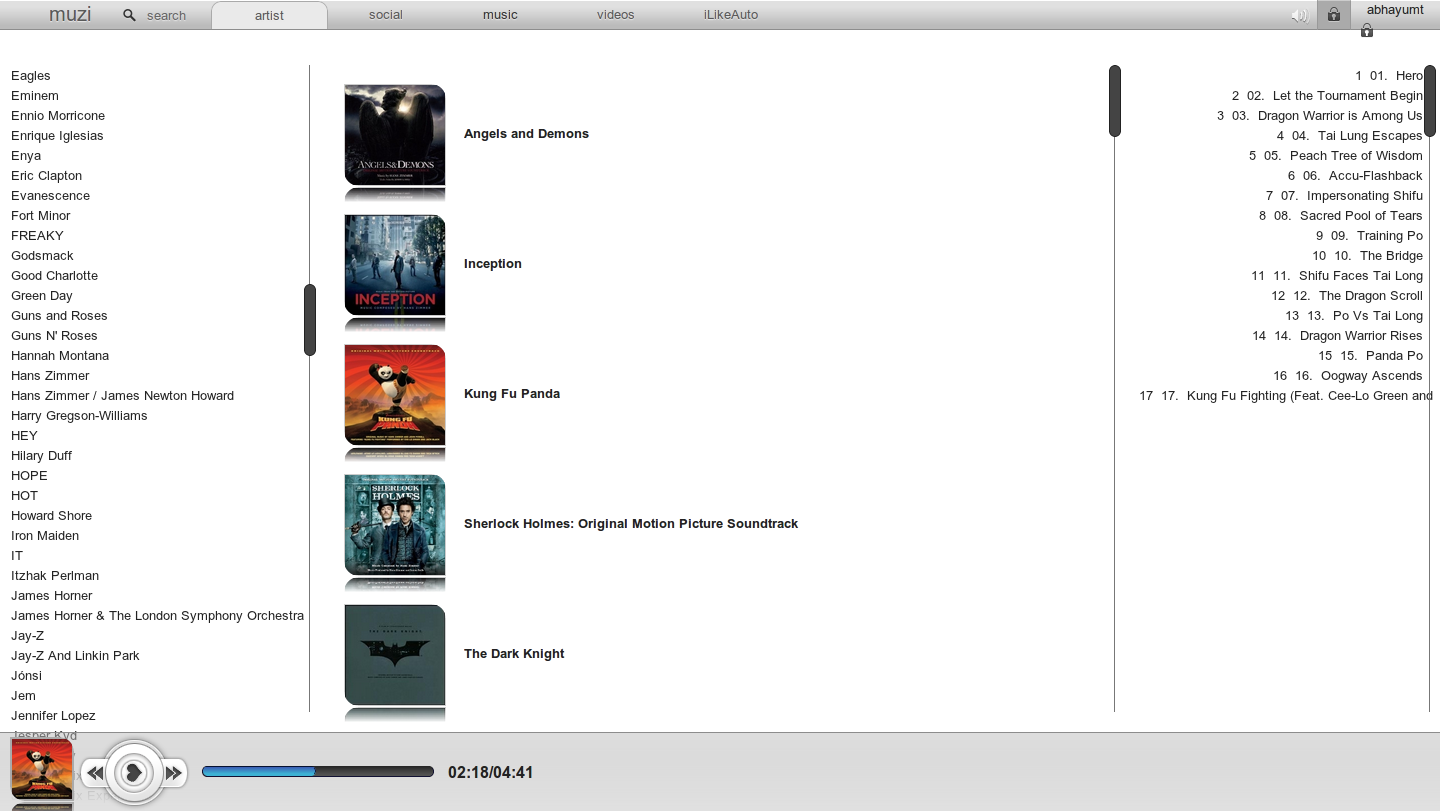 muzi
search
artist
social
music
videos
iLikeAuto
abhayumt
Eagles
Eminem
Ennio Morricone
Enrique Iglesias
Enya
Eric Clapton
Evanescence
Fort Minor
FREAKY
Godsmack
Good Charlotte
Green Day
Guns and Roses
Guns N' Roses
Hannah Montana
Hans Zimmer
Hans Zimmer / James Newton Howard
Harry Gregson-Williams
HEY
Hilary Duff
HOPE
HOT
Howard Shore
Iron Maiden
IT
Itzhak Perlman
James Horner
James Horner & The London Symphony Orchestra
Jay-Z
Jay-Z And Linkin Park
Jónsi
Jem
Jennifer Lopez
Jesper Kyd
ANGELS&DEMONS
Angels and Demons
INCEPTION
Inception
KUNG FU
PANDA
Kung Fu Panda
SHERLOCK
HOLMES
Sherlock Holmes: Original Motion Picture Soundtrack
THE DARK KNIGHT
The Dark Knight
1 01. Hero
2 02. Let the Tournament Begin
3 03. Dragon Warrior is Among Us
4 04. Tai Lung Escapes
5 05. Peach Tree of Wisdom
6 06. Accu-Flashback
7 07. Impersonating Shifu
8 08. Sacred Pool of Tears
9 09. Training Po
10 10. The Bridge
11 11. Shifu Faces Tai Long
12 12. The Dragon Scroll
13 13. Po Vs Tai Long
14 14. Dragon Warrior Rises
15 15. Panda Po
16 16. Oogway Ascends
17 17. Kung Fu Fighting (Feat. Cee-Lo Green and
02:18/04:41